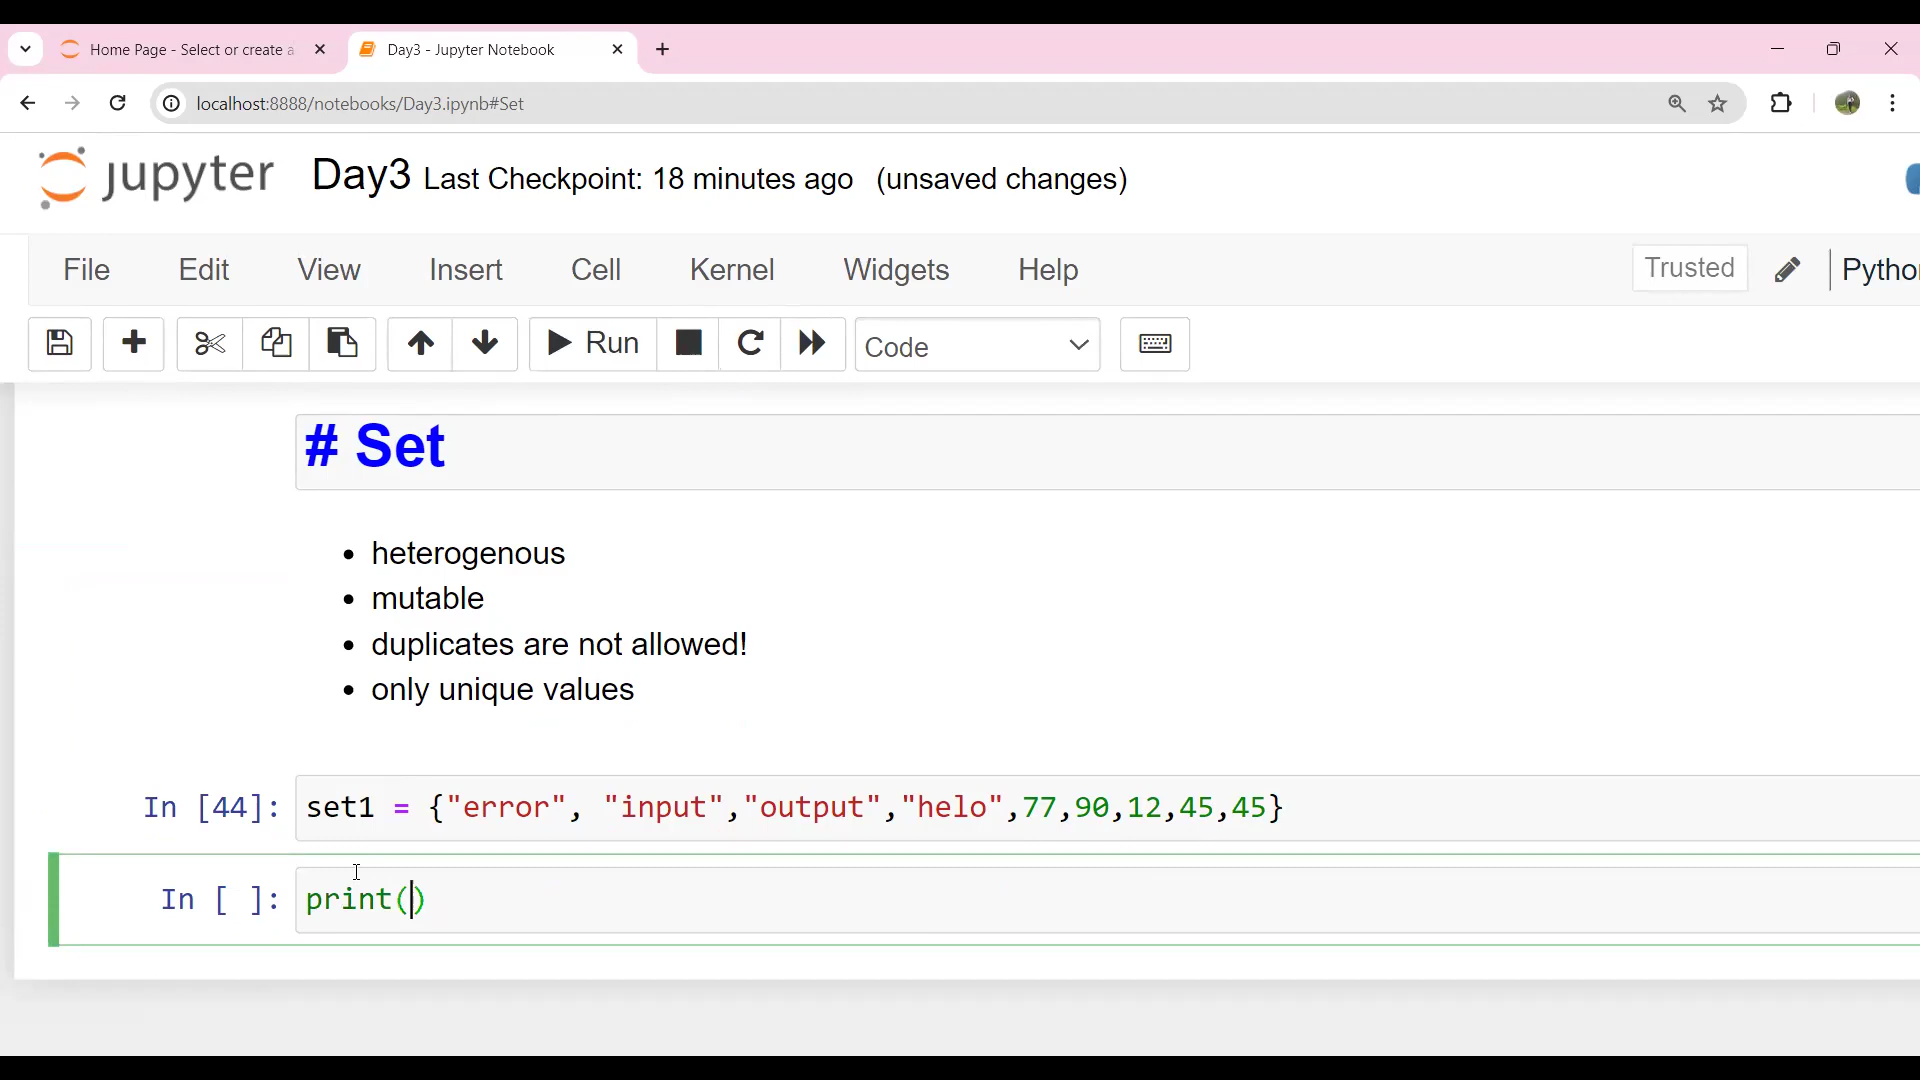 Home Page - Select or create a
Day3 - Jupyter Notebook
localhost:8888/notebooks/Day3.ipynb#Set
jupyter Day3 Last Checkpoint: 18 minutes ago (unsaved changes)
File Edit View Insert Cell Kernel Widgets Help Trusted Pytho
Run Code
# Set
• heterogenous
• mutable
• duplicates are not allowed!
• only unique values
In [44]: set1 = {"error", "input","output","helo",77,90,12,45,45}
In [ ]: print()